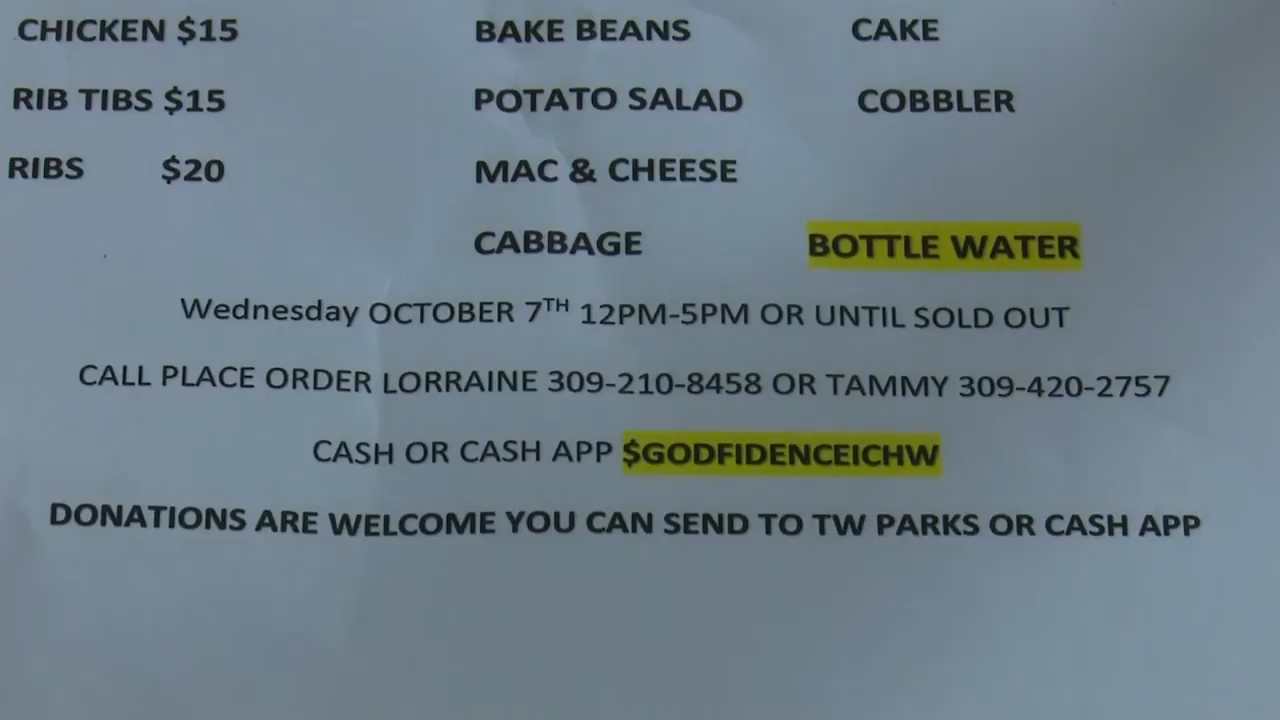 CHICKEN $15 BAKE BEANS CAKE
RIB TIBS $15 POTATO SALAD COBBLER
RIBS $20 MAC & CHEESE
CABBAGE BOTTLE WATER
Wednesday OCTOBER 7TH 12PM-5PM OR UNTIL SOLD OUT
CALL PLACE ORDER LORRAINE 309-210-8458 OR TAMMY 309-420-2757
CASH OR CASH APP $GODFIDENCEICHW
DONATIONS ARE WELCOME YOU CAN SEND TO TW PARKS OR CASH APP